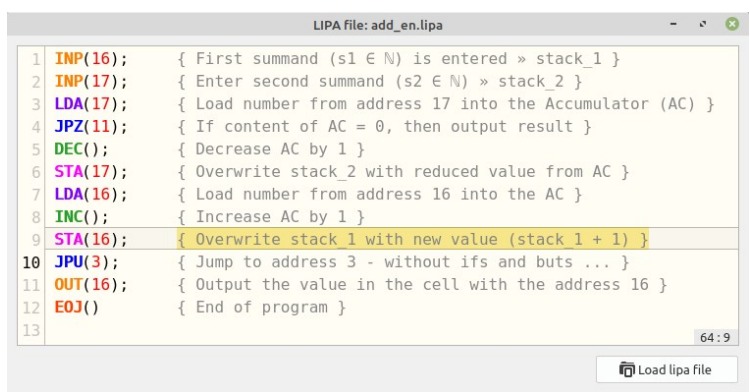 LIPA file: add_en.lipa
1 INP(16); { First summand (s1 ∈ ℕ) is entered » stack_1 }
2 INP(17); { Enter second summand (s2 ∈ ℕ) » stack_2 }
3 LDA(17); { Load number from address 17 into the Accumulator (AC) }
4 JPZ(11); { If content of AC = 0, then output result }
5 DEC(); { Decrease AC by 1 }
6 STA(17); { Overwrite stack_2 with reduced value from AC }
7 LDA(16); { Load number from address 16 into the AC }
8 INC(); { Increase AC by 1 }
9 STA(16); { Overwrite stack_1 with new value (stack_1 + 1) }
10 JPU(3); { Jump to address 3 - without ifs and buts ... }
11 OUT(16); { Output the value in the cell with the address 16 }
12 EOJ() { End of program }
13
64:9
Load lipa file